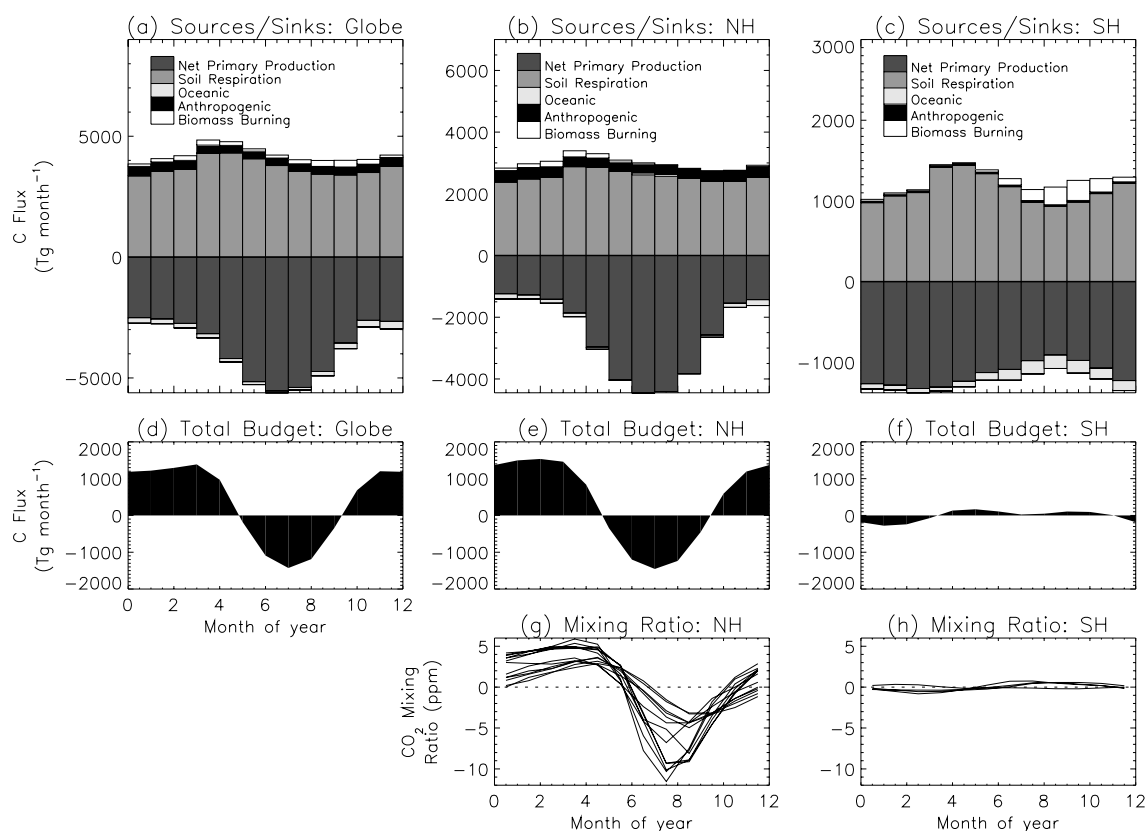 (a) Sources/Sinks: Globe
(b) Sources/Sinks: NH
(c) Sources/Sinks: SH
Net Primary Production
Soil Respiration
Oceanic
Anthropogenic
Biomass Burning
5000
0
−5000
C Flux
(Tg month⁻¹)
Net Primary Production
Soil Respiration
Oceanic
Anthropogenic
Biomass Burning
6000
4000
2000
0
−2000
−4000
Net Primary Production
Soil Respiration
Oceanic
Anthropogenic
Biomass Burning
3000
2000
1000
0
−1000
(d) Total Budget: Globe
(e) Total Budget: NH
(f) Total Budget: SH
C Flux
(Tg month⁻¹)
2000
1000
0
−1000
−2000
0 2 4 6 8 10 12
Month of year
2000
1000
0
−1000
−2000
2000
1000
0
−1000
−2000
(g) Mixing Ratio: NH
(h) Mixing Ratio: SH
CO₂ Mixing
Ratio (ppm)
5
0
−5
−10
0 2 4 6 8 10 12
Month of year
5
0
−5
−10
0 2 4 6 8 10 12
Month of year